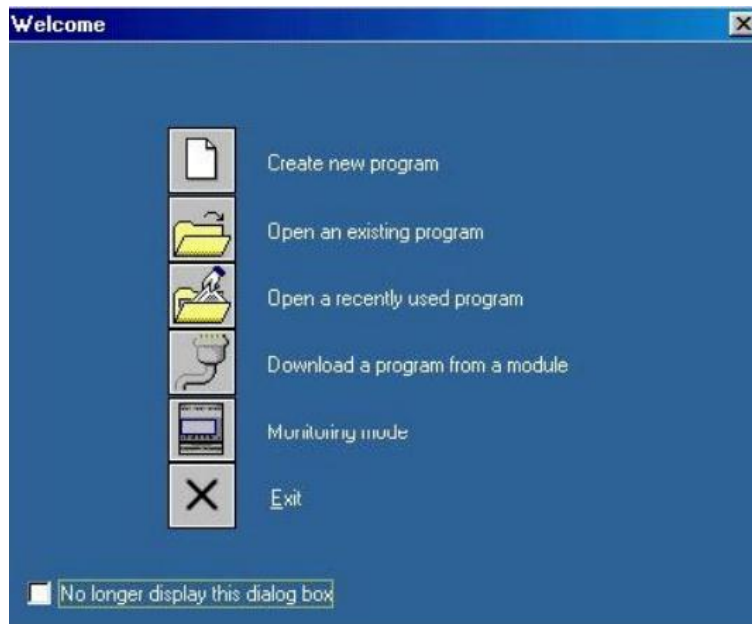 Welcome
Create new program
Open an existing program
Open a recently used program
Download a program from a module
Monitoring mode
Exit
No longer display this dialog box